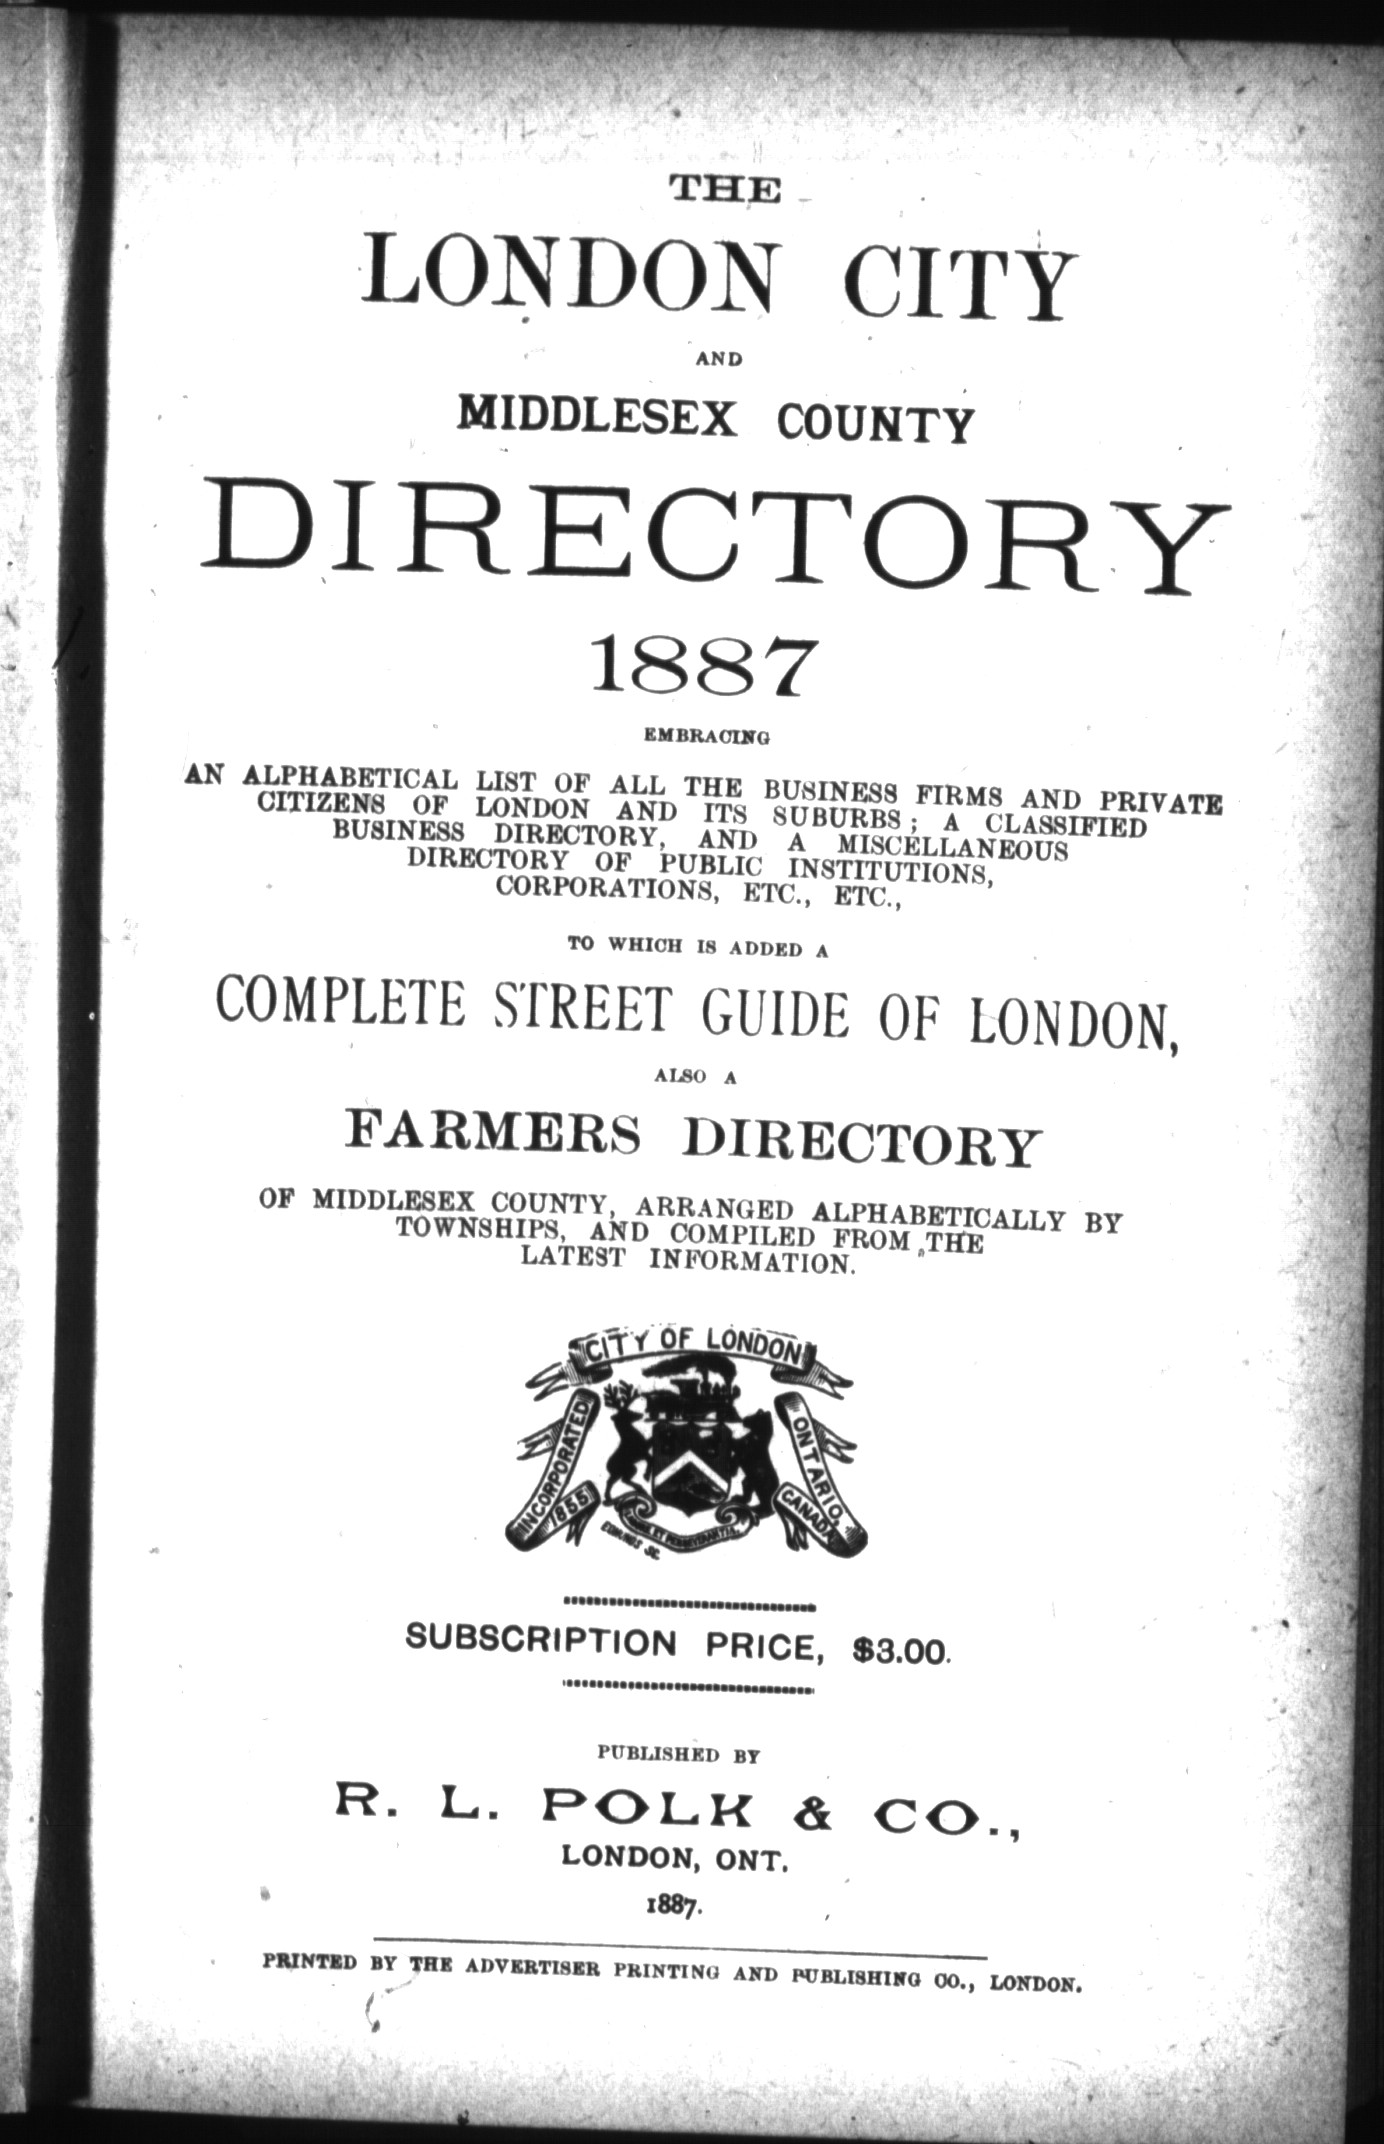 THE
LONDON CITY
AND
MIDDLESEX COUNTY
DIRECTORY
1887
EMBRACING
AN ALPHABETICAL LIST OF ALL THE BUSINESS FIRMS AND PRIVATE
CITIZENS OF LONDON AND ITS SUBURBS; A CLASSIFIED
BUSINESS DIRECTORY, AND A MISCELLANEOUS
DIRECTORY OF PUBLIC INSTITUTIONS,
CORPORATIONS, ETC., ETC.,
TO WHICH IS ADDED A
COMPLETE STREET GUIDE OF LONDON,
ALSO A
FARMERS DIRECTORY
OF MIDDLESEX COUNTY, ARRANGED ALPHABETICALLY BY
TOWNSHIPS, AND COMPILED FROM THE
LATEST INFORMATION.
CITY OF LONDON
INCORPORATED
1855
ONTARIO,
CANADA
ET PERSEVERANTIA.
SC.
SUBSCRIPTION PRICE, $3.00.
PUBLISHED BY
R. L. POLK & CO.,
LONDON, ONT.
1887.
PRINTED BY THE ADVERTISER PRINTING AND PUBLISHING CO., LONDON.